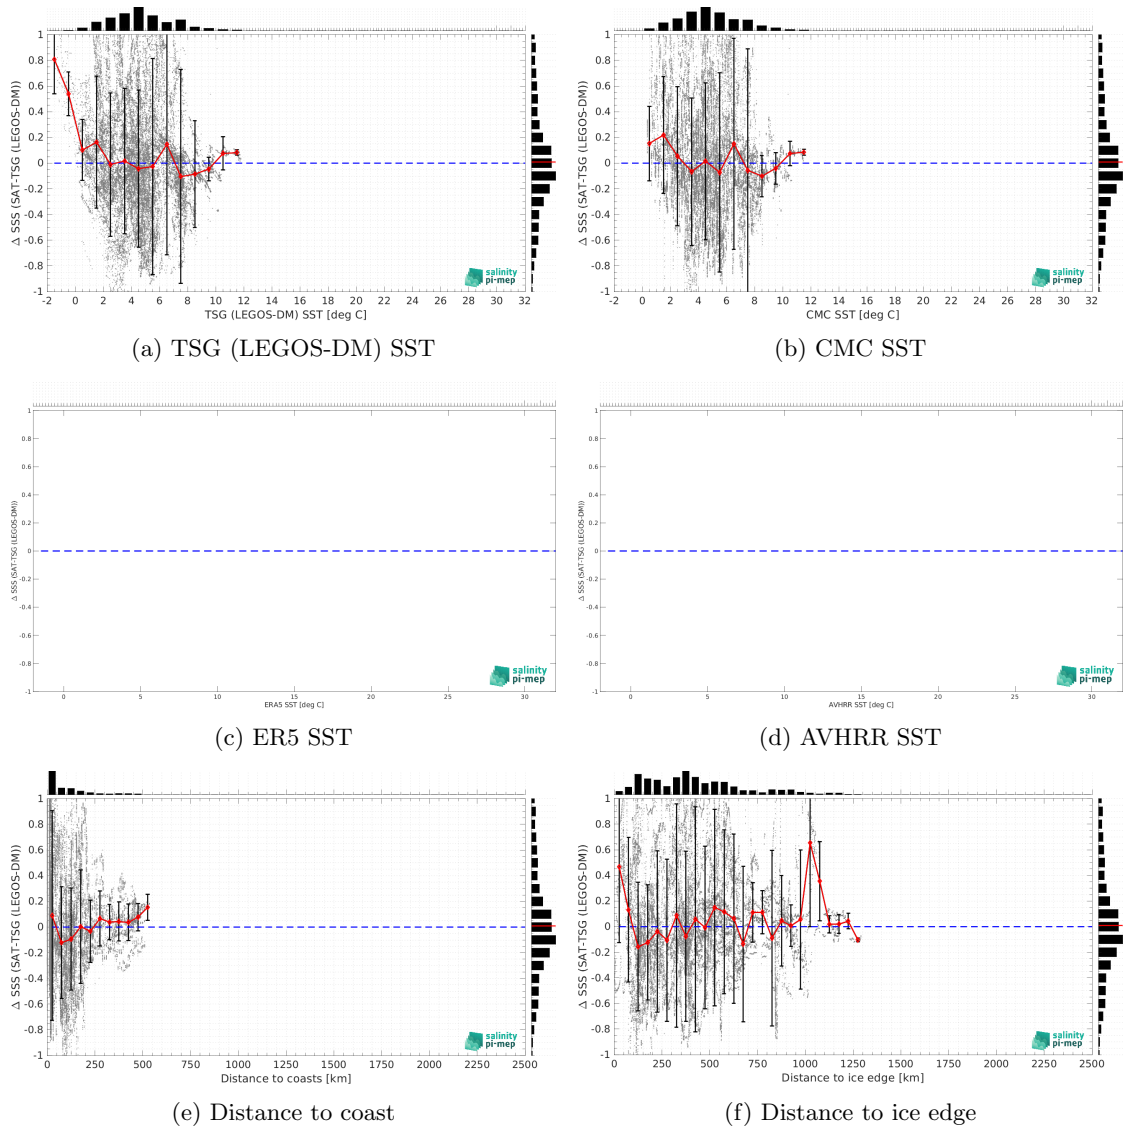 1
0.8
0.6
0.4
0.2
0
-0.2
-0.4
-0.6
-0.8
-1
Δ SSS (SAT-TSG (LEGOS-DM))
-2 0 2 4 6 8 10 12 14 16 18 20 22 24 26 28 30 32
TSG (LEGOS-DM) SST [deg C]
salinity
pi-mep
(a) TSG (LEGOS-DM) SST
1
0.8
0.6
0.4
0.2
0
-0.2
-0.4
-0.6
-0.8
-1
Δ SSS (SAT-TSG (LEGOS-DM))
-2 0 2 4 6 8 10 12 14 16 18 20 22 24 26 28 30 32
CMC SST [deg C]
salinity
pi-mep
(b) CMC SST
1
0.8
0.6
0.4
0.2
0
-0.2
-0.4
-0.6
-0.8
-1
Δ SSS (SAT-TSG (LEGOS-DM))
0 5 10 15 20 25 30
ERA5 SST [deg C]
salinity
pi-mep
(c) ER5 SST
1
0.8
0.6
0.4
0.2
0
-0.2
-0.4
-0.6
-0.8
-1
Δ SSS (SAT-TSG (LEGOS-DM))
0 5 10 15 20 25 30
AVHRR SST [deg C]
salinity
pi-mep
(d) AVHRR SST
1
0.8
0.6
0.4
0.2
0
-0.2
-0.4
-0.6
-0.8
-1
Δ SSS (SAT-TSG (LEGOS-DM))
0 250 500 750 1000 1250 1500 1750 2000 2250 2500
Distance to coasts [km]
salinity
pi-mep
(e) Distance to coast
1
0.8
0.6
0.4
0.2
0
-0.2
-0.4
-0.6
-0.8
-1
Δ SSS (SAT-TSG (LEGOS-DM))
0 250 500 750 1000 1250 1500 1750 2000 2250 2500
Distance to ice edge [km]
salinity
pi-mep
(f) Distance to ice edge